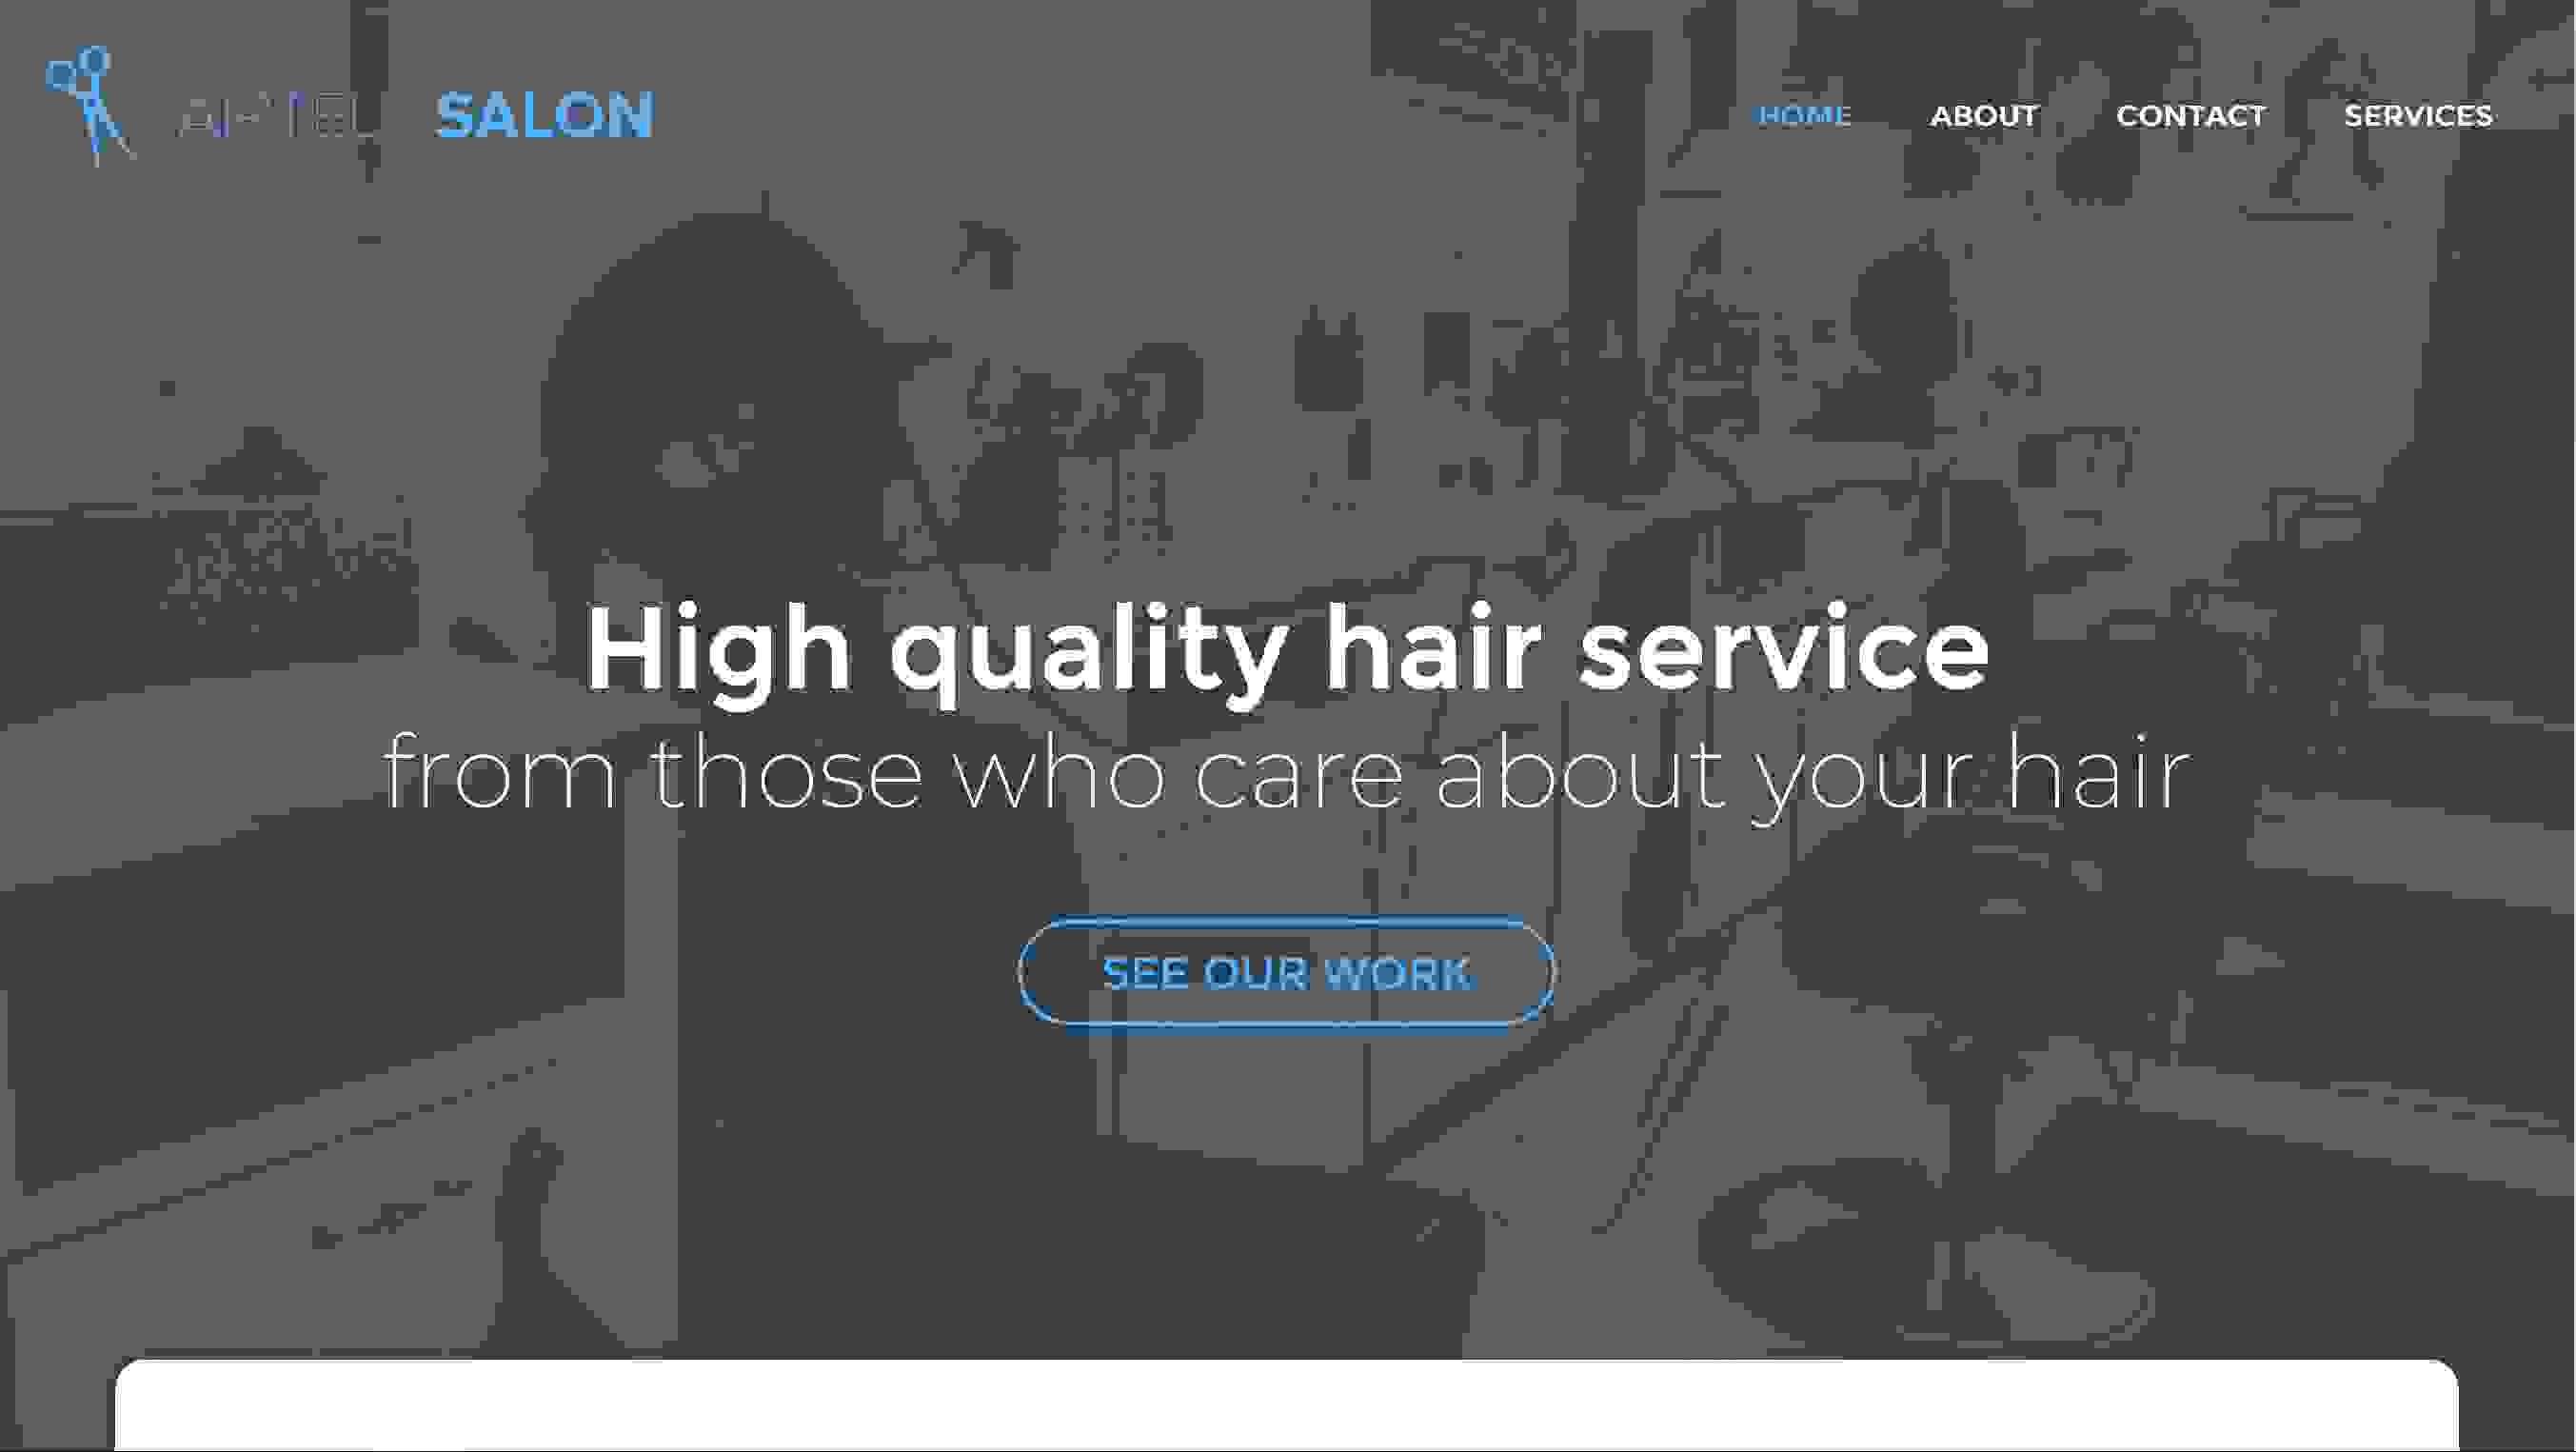 SALON
HOME ABOUT CONTACT SERVICES
High quality hair service
from those who care about your hair
SEE OUR WORK